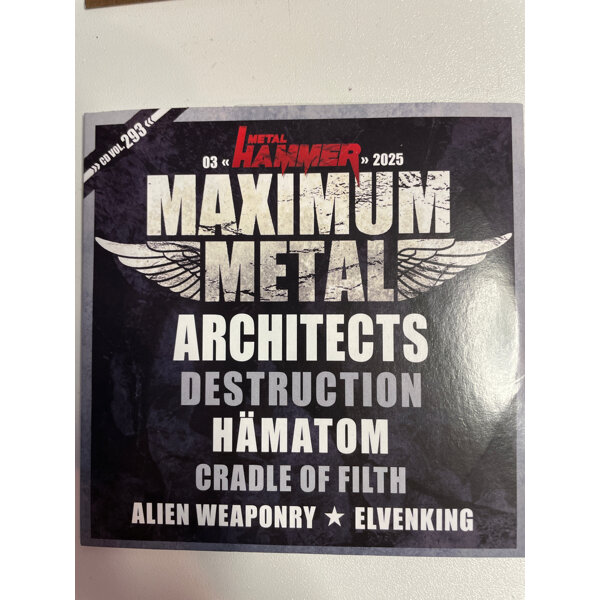 >> CD VOL. 293 <<
METAL
03 « HAMMER » 2025
MAXIMUM
METAL
ARCHITECTS
DESTRUCTION
HÄMATOM
CRADLE OF FILTH
ALIEN WEAPONRY ★ ELVENKING